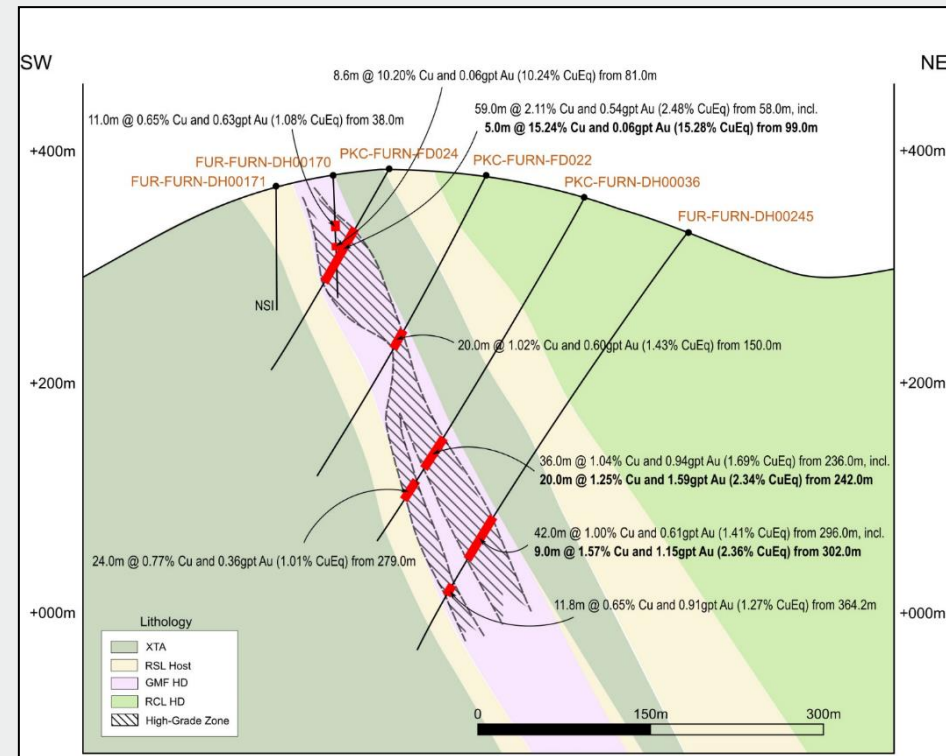 SW
NE
8.6m @ 10.20% Cu and 0.06gpt Au (10.24% CuEq) from 81.0m
59.0m @ 2.11% Cu and 0.54gpt Au (2.48% CuEq) from 58.0m, incl.
5.0m @ 15.24% Cu and 0.06gpt Au (15.28% CuEq) from 99.0m
11.0m @ 0.65% Cu and 0.63gpt Au (1.08% CuEq) from 38.0m
+400m
+400m
FUR-FURN-DH00170
PKC-FURN-FD024
PKC-FURN-FD022
FUR-FURN-DH00171
PKC-FURN-DH00036
FUR-FURN-DH00245
NSI
20.0m @ 1.02% Cu and 0.60gpt Au (1.43% CuEq) from 150.0m
+200m
+200m
36.0m @ 1.04% Cu and 0.94gpt Au (1.69% CuEq) from 236.0m, incl.
20.0m @ 1.25% Cu and 1.59gpt Au (2.34% CuEq) from 242.0m
42.0m @ 1.00% Cu and 0.61gpt Au (1.41% CuEq) from 296.0m, incl.
9.0m @ 1.57% Cu and 1.15gpt Au (2.36% CuEq) from 302.0m
24.0m @ 0.77% Cu and 0.36gpt Au (1.01% CuEq) from 279.0m
11.8m @ 0.65% Cu and 0.91gpt Au (1.27% CuEq) from 364.2m
+000m
+000m
Lithology
XTA
RSL Host
GMF HD
RCL HD
High-Grade Zone
0
150m
300m